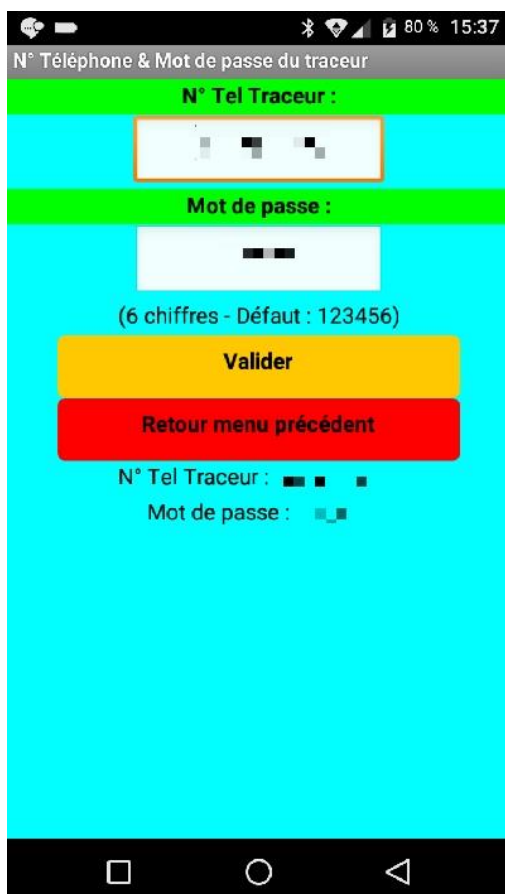 80 % 15:37
N° Téléphone & Mot de passe du traceur
N° Tel Traceur :
Mot de passe :
(6 chiffres - Défaut : 123456)
Valider
Retour menu précédent
N° Tel Traceur :
Mot de passe :